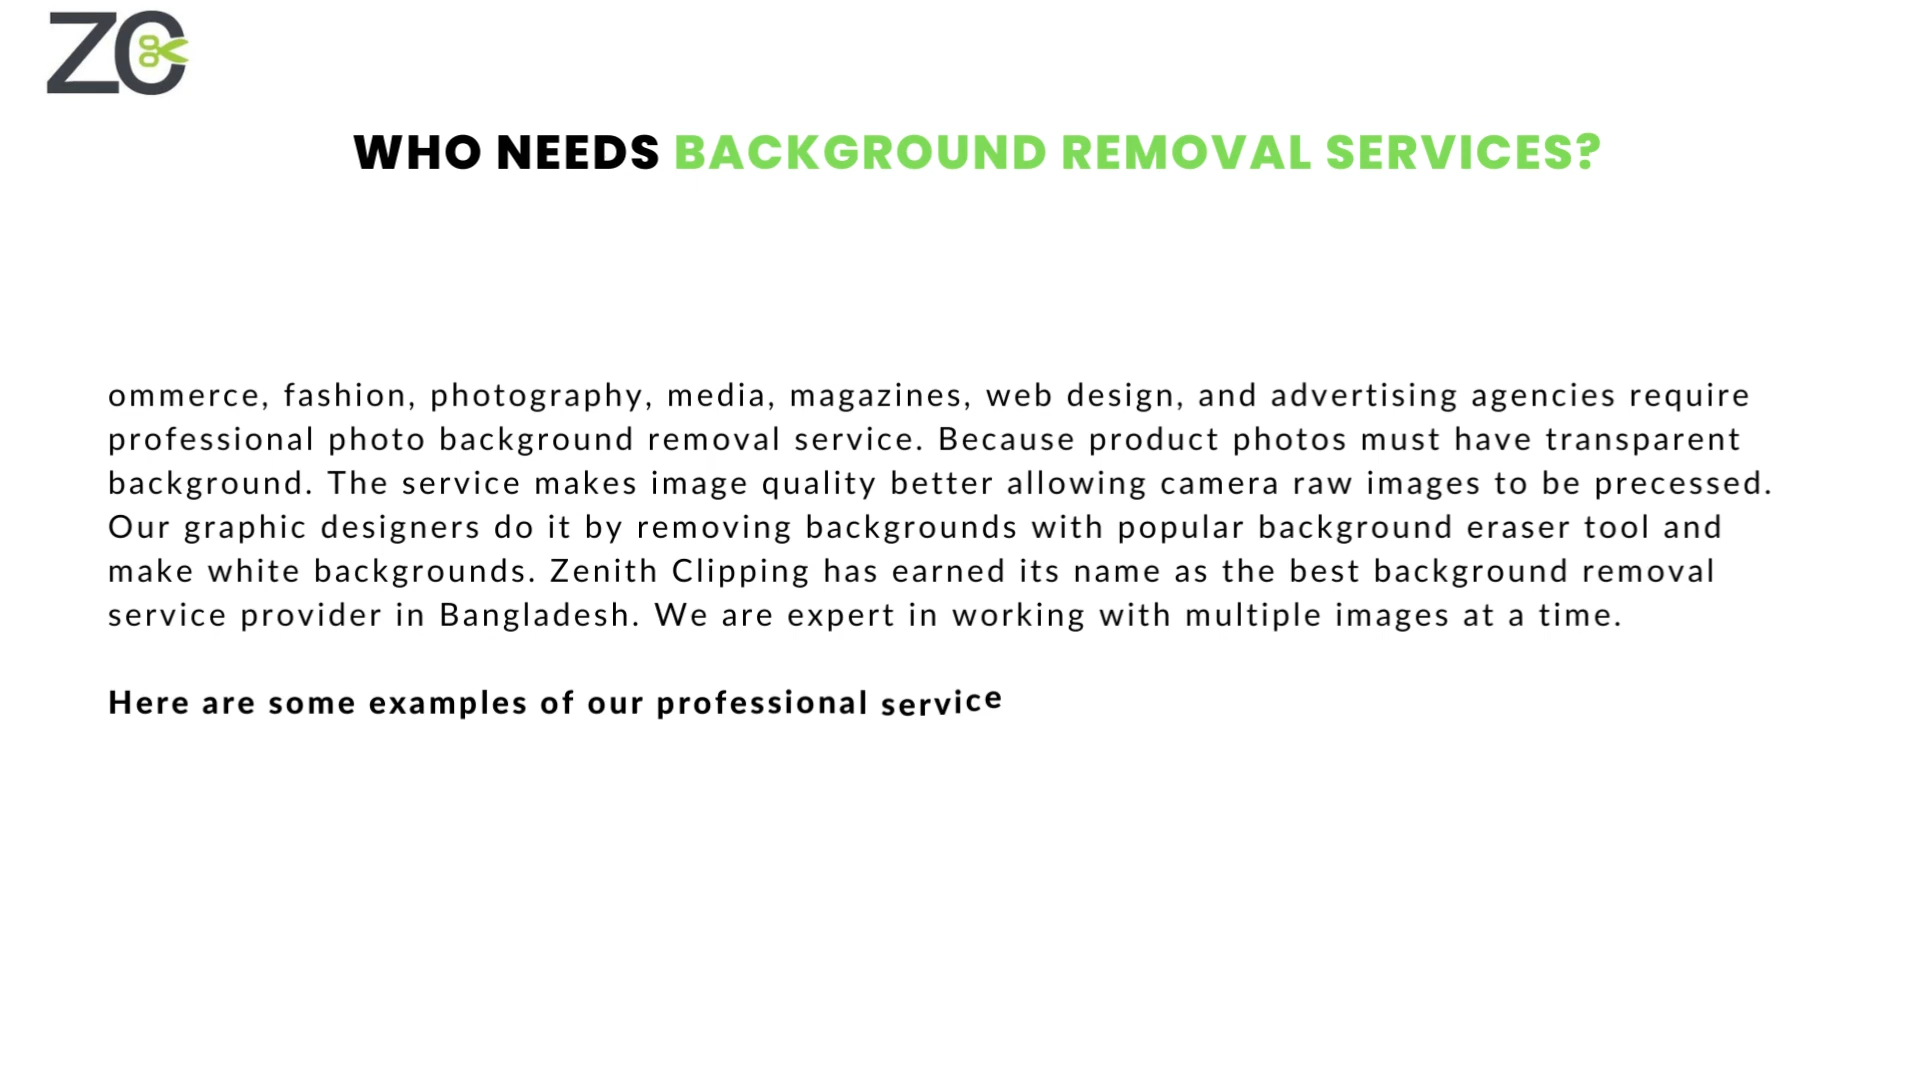 ZC
WHO NEEDS BACKGROUND REMOVAL SERVICES?
ommerce, fashion, photography, media, magazines, web design, and advertising agencies require
professional photo background removal service. Because product photos must have transparent
background. The service makes image quality better allowing camera raw images to be precessed.
Our graphic designers do it by removing backgrounds with popular background eraser tool and
make white backgrounds. Zenith Clipping has earned its name as the best background removal
service provider in Bangladesh. We are expert in working with multiple images at a time.
Here are some examples of our professional service